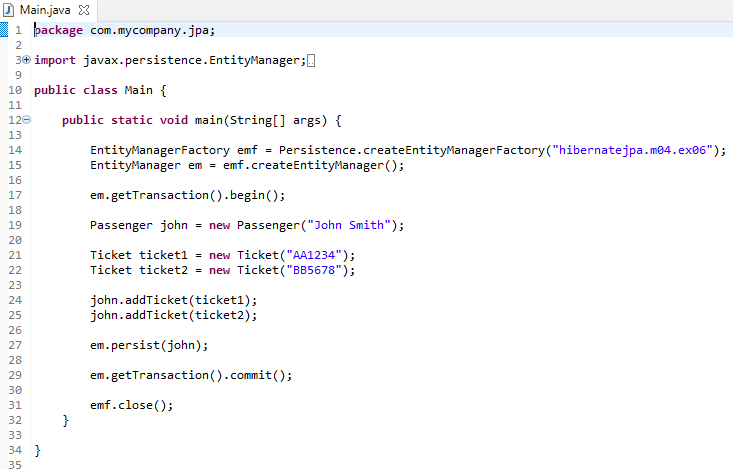 Main.java
1 package com.mycompany.jpa;
2
3 import javax.persistence.EntityManager;
9
10 public class Main {
11
12     public static void main(String[] args) {
13
14         EntityManagerFactory emf = Persistence.createEntityManagerFactory("hibernatejpa.m04.ex06");
15         EntityManager em = emf.createEntityManager();
16
17         em.getTransaction().begin();
18
19         Passenger john = new Passenger("John Smith");
20
21         Ticket ticket1 = new Ticket("AA1234");
22         Ticket ticket2 = new Ticket("BB5678");
23
24         john.addTicket(ticket1);
25         john.addTicket(ticket2);
26
27         em.persist(john);
28
29         em.getTransaction().commit();
30
31         emf.close();
32     }
33
34 }
35